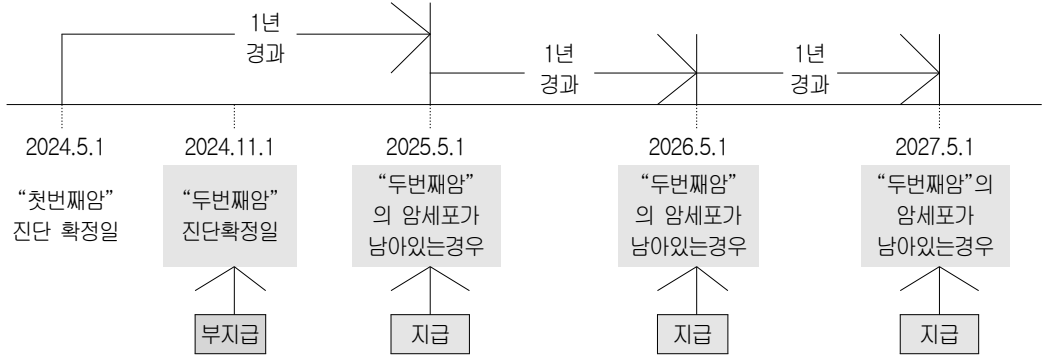 1년
경과
1년
경과
1년
경과
2024.5.1
2024.11.1
2025.5.1
2026.5.1
2027.5.1
“첫번째암”
진단 확정일
“두번째암”
진단확정일
“두번째암”
의 암세포가
남아있는경우
“두번째암”
의 암세포가
남아있는경우
“두번째암”의
암세포가
남아있는경우
부지급
지급
지급
지급